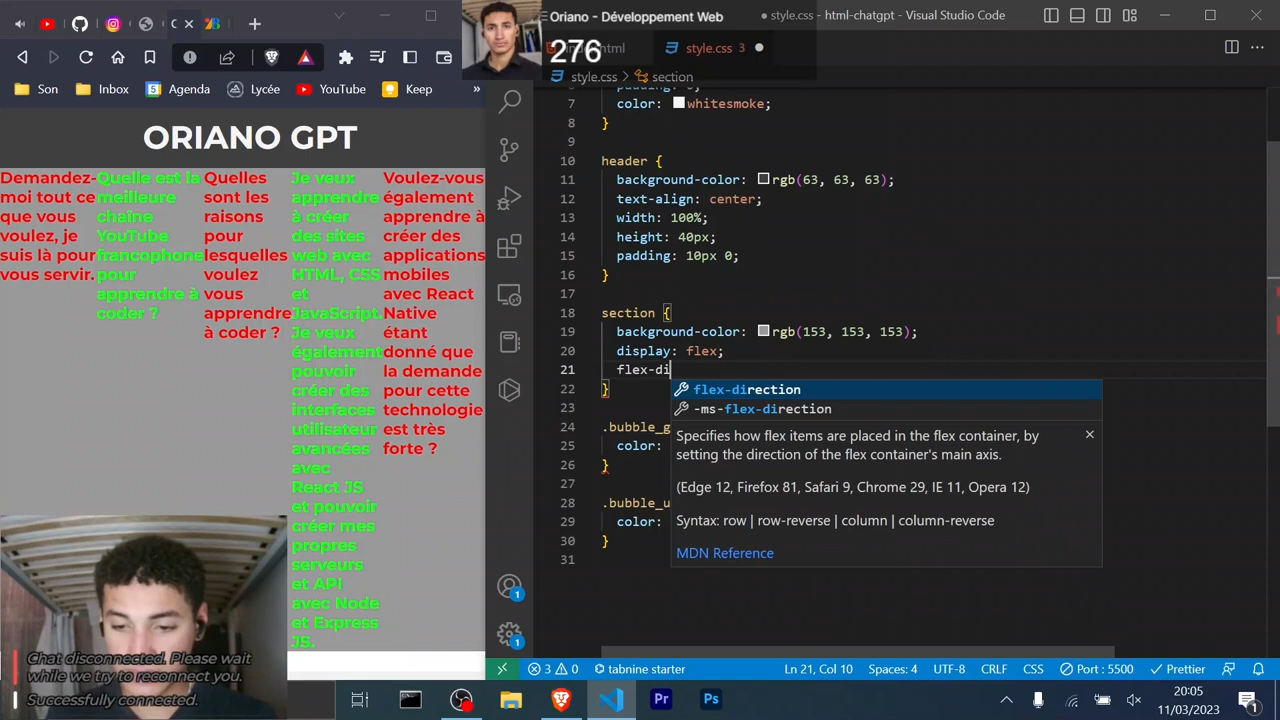 C
Son
Inbox
5
Agenda
Lycée
YouTube
Keep
»
ORIANO GPT
Demandez-
moi tout ce
que vous
voulez, je
suis là pour
vous servir.
Quelle est la
meilleure
chaîne
YouTube
francophone
pour
apprendre à
coder ?
Quelles
sont les
raisons
pour
lesquelles
voulez
vous
apprendre
à coder ?
Je veux
apprendre
à créer
des sites
web avec
HTML, CSS
et
JavaScript.
Je veux
également
pouvoir
créer des
interfaces
utilisateur
avancées
avec
React JS
et pouvoir
créer mes
propres
serveurs
et API
avec Node
et Express
JS.
Voulez-vous
également
apprendre à
créer des
applications
mobiles
avec React
Native
étant
donné que
la demande
pour cette
technologie
est très
forte ?
Chat disconnected. Please wait
while we try to reconnect you.
Successfully connected.
Oriano - Développement Web
276
style.css - html-chatgpt - Visual Studio Code
style.css 3
style.css > section
7 color: whitesmoke;
8 }
9
10 header {
11 background-color: rgb(63, 63, 63);
12 text-align: center;
13 width: 100%;
14 height: 40px;
15 padding: 10px 0;
16 }
17
18 section {
19 background-color: rgb(153, 153, 153);
20 display: flex;
21 flex-di
22 }
23
24 .bubble_g
25 color:
26 }
27
28 .bubble_u
29 color:
30 }
31
flex-direction
-ms-flex-direction
Specifies how flex items are placed in the flex container, by
setting the direction of the flex container's main axis.
(Edge 12, Firefox 81, Safari 9, Chrome 29, IE 11, Opera 12)
Syntax: row | row-reverse | column | column-reverse
MDN Reference
1
1
3 0 tabnine starter Ln 21, Col 10 Spaces: 4 UTF-8 CRLF CSS Port : 5500 Prettier
Pr
Ps
20:05
11/03/2023
1